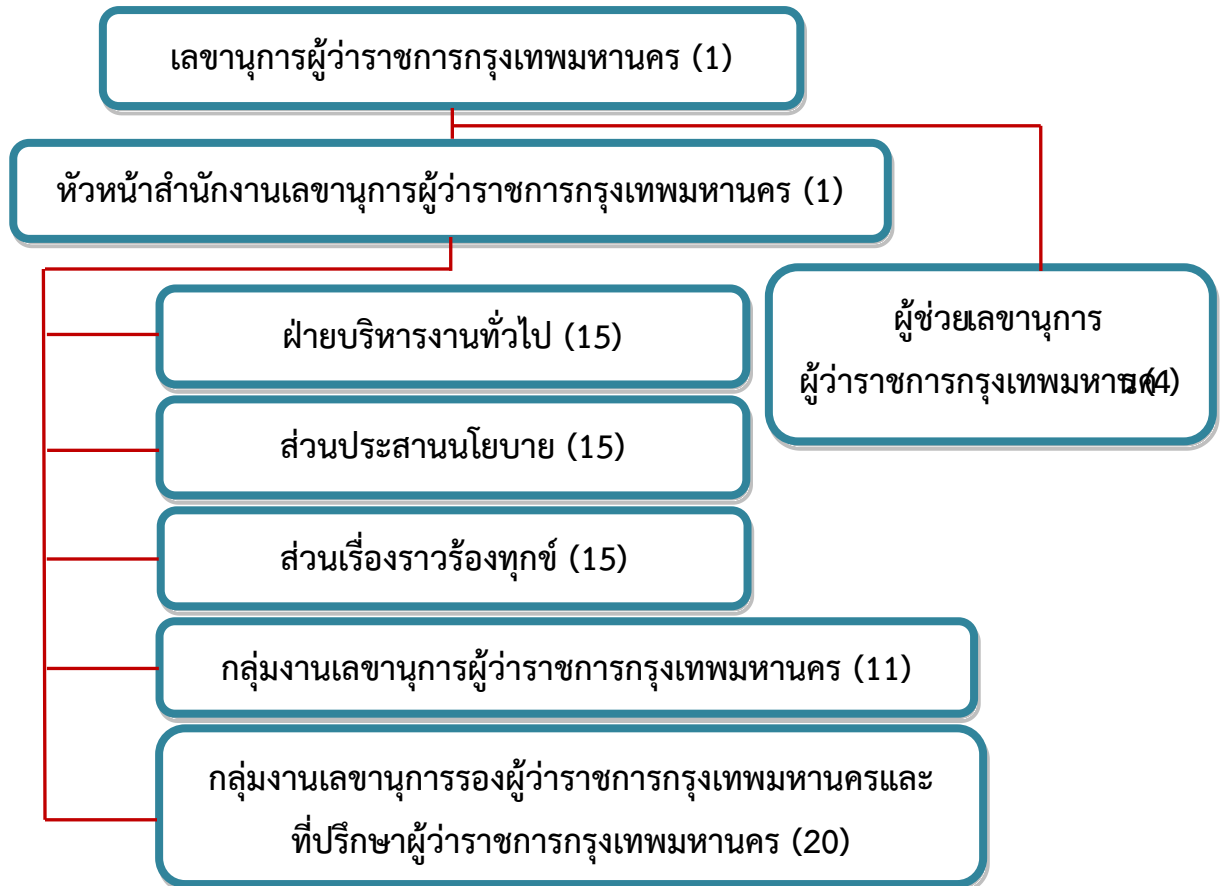 เลขานุการผู้ว่าราชการกรุงเทพมหานคร (1)
หัวหน้าสำนักงานเลขานุการผู้ว่าราชการกรุงเทพมหานคร (1)
ผู้ช่วยเลขานุการ
ผู้ว่าราชการกรุงเทพมหานคร (4)
ฝ่ายบริหารงานทั่วไป (15)
ส่วนประสานนโยบาย (15)
ส่วนเรื่องราวร้องทุกข์ (15)
กลุ่มงานเลขานุการผู้ว่าราชการกรุงเทพมหานคร (11)
กลุ่มงานเลขานุการรองผู้ว่าราชการกรุงเทพมหานครและ
ที่ปรึกษาผู้ว่าราชการกรุงเทพมหานคร (20)